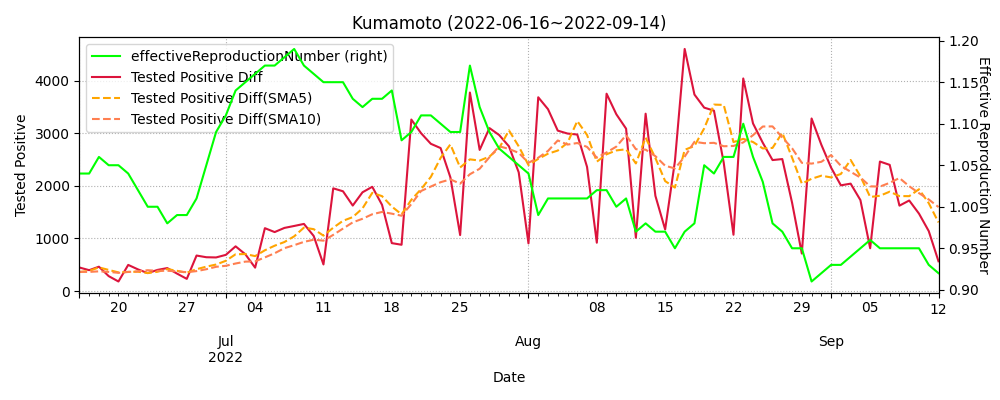 Kumamoto (2022-06-16~2022-09-14)
effectiveReproductionNumber (right)
Tested Positive Diff
Tested Positive Diff(SMA5)
Tested Positive Diff(SMA10)
Tested Positive
4000
3000
2000
1000
0
1.20
1.15
1.10
1.05
1.00
0.95
0.90
Effective Reproduction Number
20 27 04 11 18 25 08 15 22 29 05 12
Jul Aug Sep
2022
Date